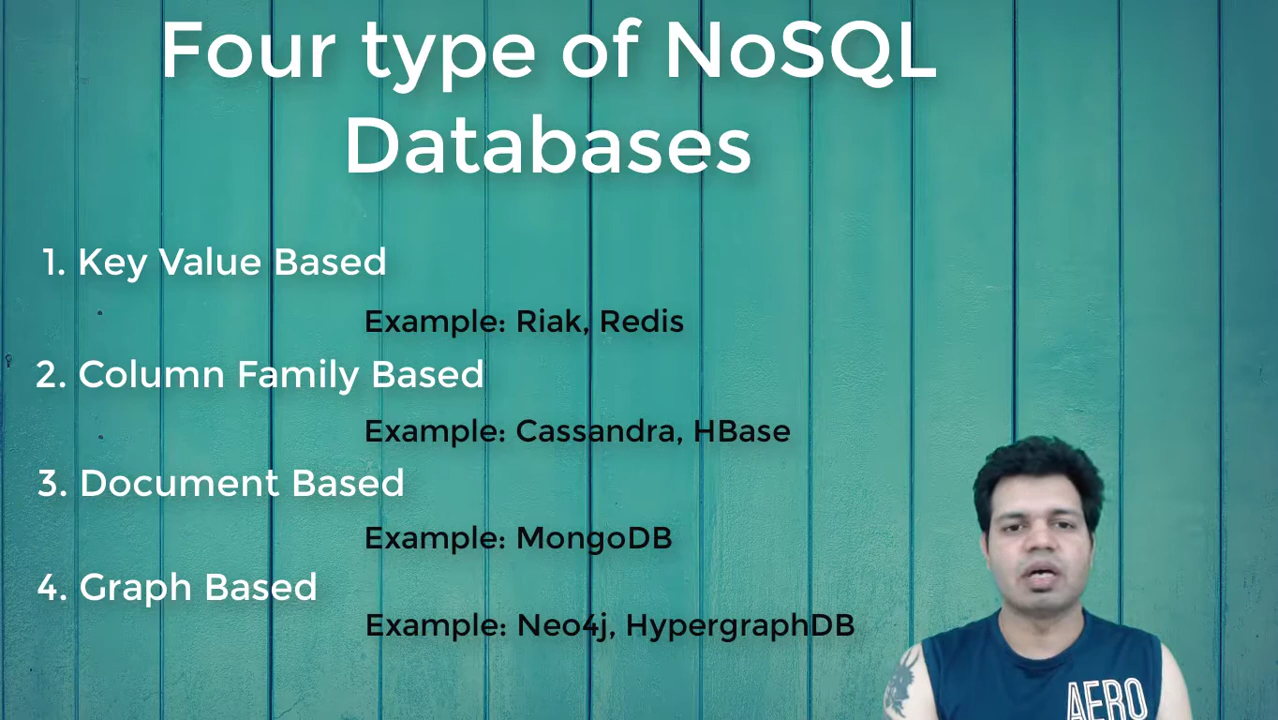 Four type of NoSQL
Databases
1. Key Value Based
Example: Riak, Redis
2. Column Family Based
Example: Cassandra, HBase
3. Document Based
Example: MongoDB
4. Graph Based
Example: Neo4j, HypergraphDB
AERO